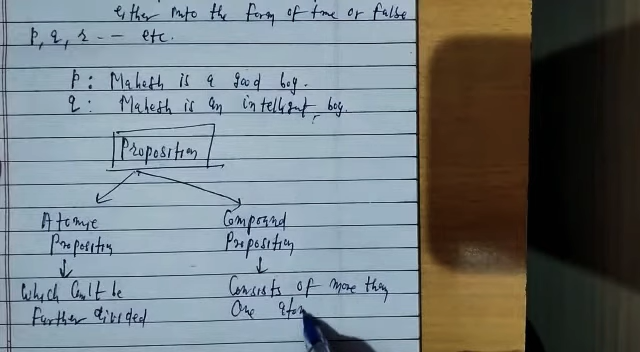 either into the form of true or false
p, q, r -- etc.
p : Mahesh is a good boy.
q : Mahesh is an intelligent boy.
Proposition
Atomic Compound
Proposition Proposition
Which can't be Consists of more than
further divided One atom